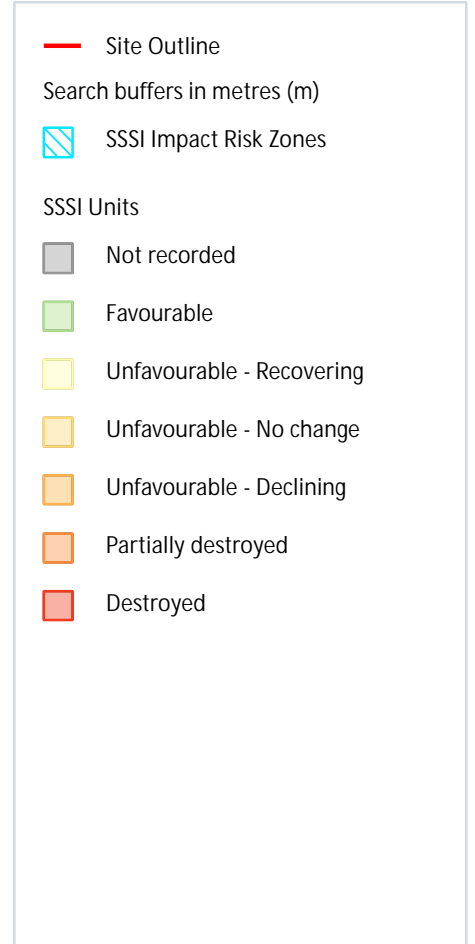 Site Outline
Search buffers in metres (m)
SSSI Impact Risk Zones
SSSI Units
Not recorded
Favourable
Unfavourable - Recovering
Unfavourable - No change
Unfavourable - Declining
Partially destroyed
Destroyed